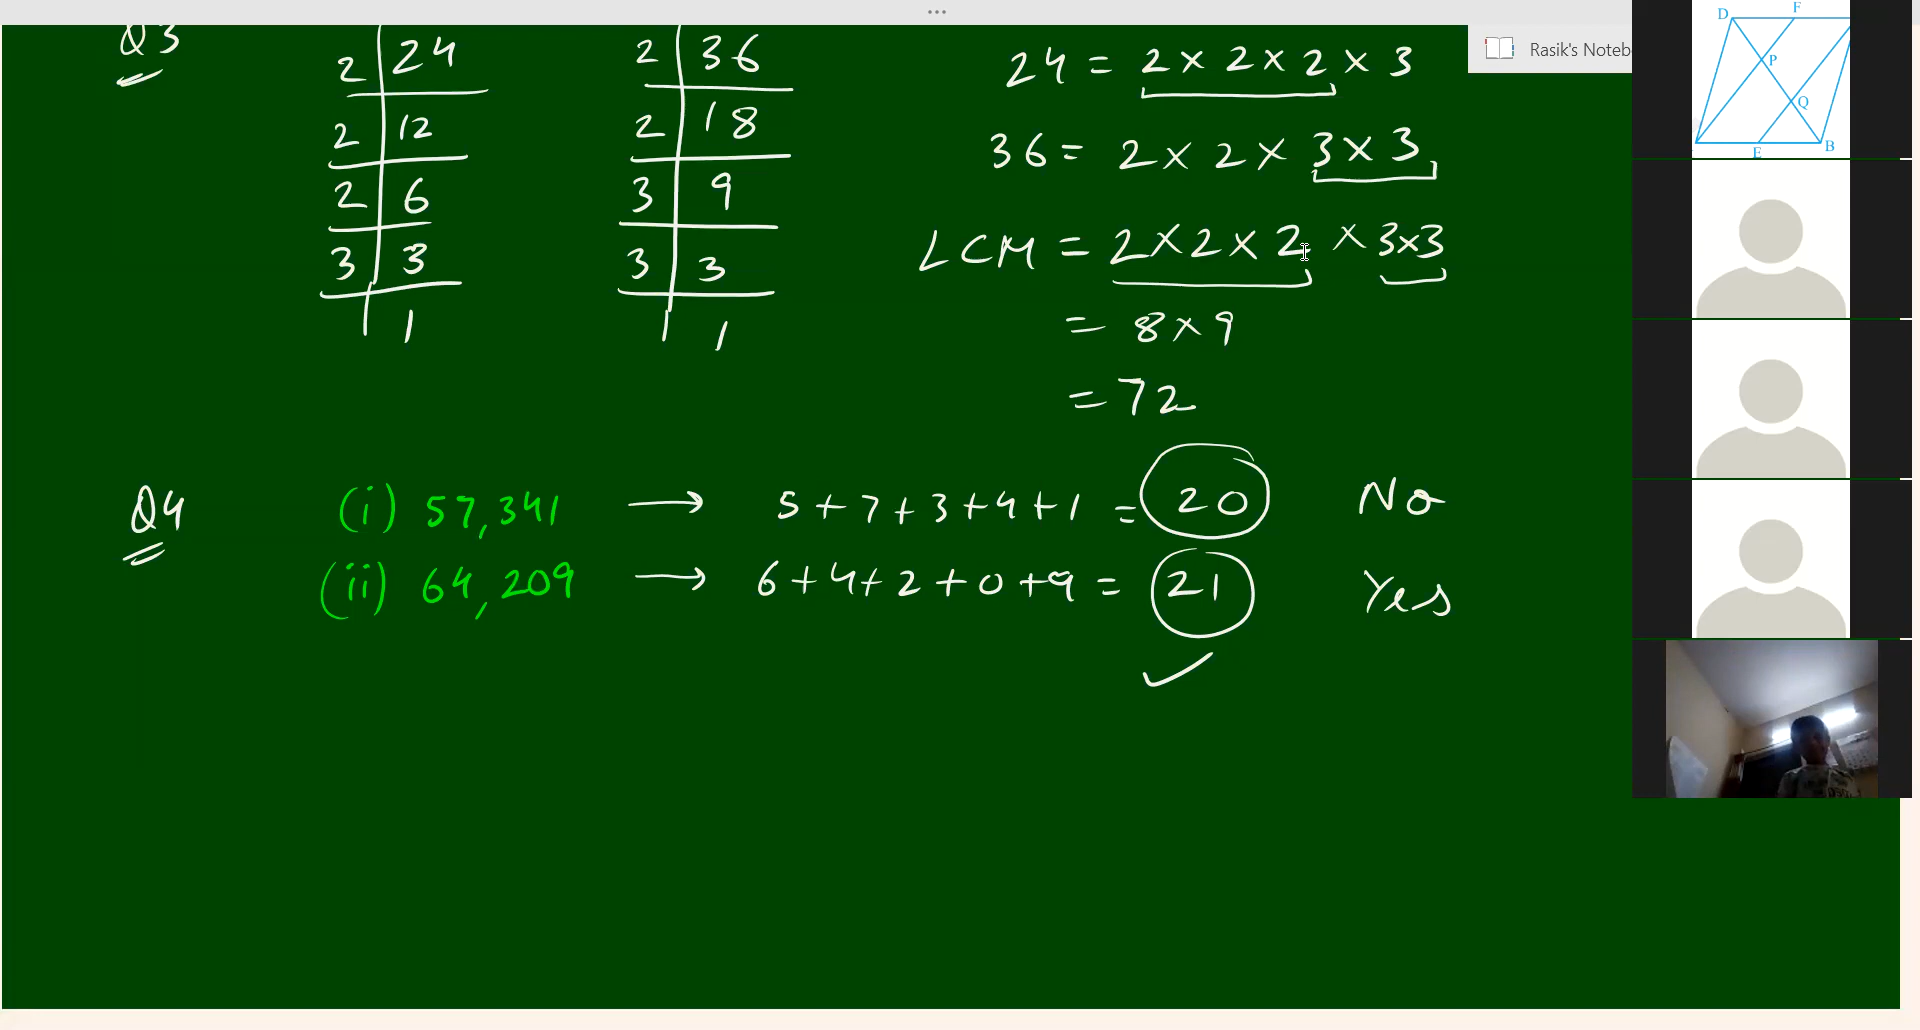 Q3
2 | 24
2 | 12
2 | 6
3 | 3
1
2 | 36
2 | 18
3 | 9
3 | 3
1
24 = 2 × 2 × 2 × 3
36 = 2 × 2 × 3 × 3
LCM = 2 × 2 × 2 × 3×3
= 8 × 9
= 72
Q4
(i) 57,341 → 5+7+3+4+1 = 20 No
(ii) 64,209 → 6+4+2+0+9 = 21 Yes
✓
Rasik's Noteb
D F
P
Q
E B